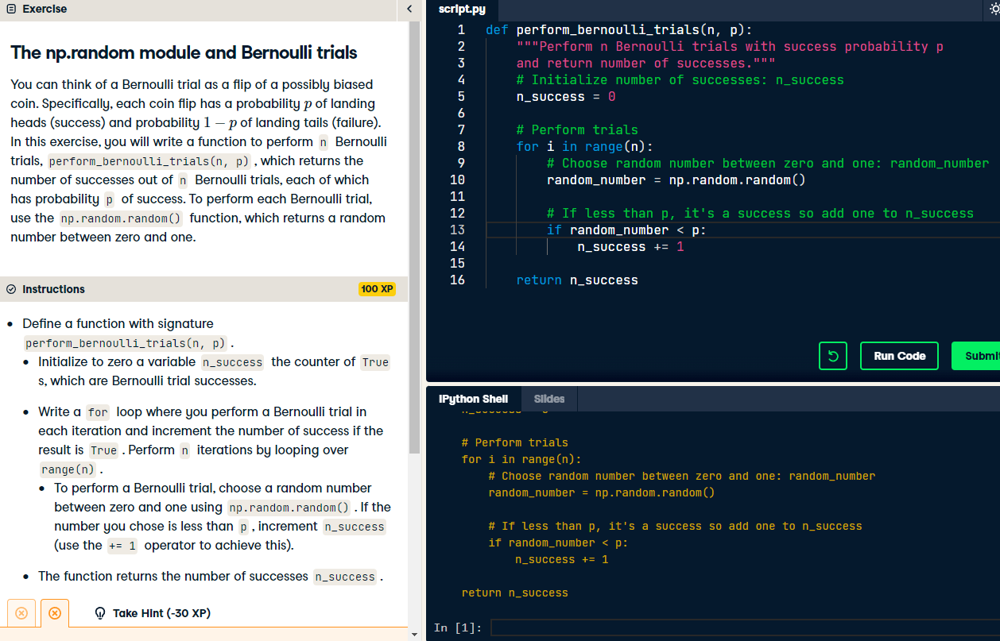 Exercise
The np.random module and Bernoulli trials
You can think of a Bernoulli trial as a flip of a possibly biased
coin. Specifically, each coin flip has a probability p of landing
heads (success) and probability 1 − p of landing tails (failure).
In this exercise, you will write a function to perform n Bernoulli
trials, perform_bernoulli_trials(n, p) , which returns the
number of successes out of n Bernoulli trials, each of which
has probability p of success. To perform each Bernoulli trial,
use the np.random.random() function, which returns a random
number between zero and one.
Instructions
100 XP
Define a function with signature
perform_bernoulli_trials(n, p) .
Initialize to zero a variable n_success the counter of True
s, which are Bernoulli trial successes.
Write a for loop where you perform a Bernoulli trial in
each iteration and increment the number of success if the
result is True . Perform n iterations by looping over
range(n) .
To perform a Bernoulli trial, choose a random number
between zero and one using np.random.random() . If the
number you chose is less than p , increment n_success
(use the += 1 operator to achieve this).
The function returns the number of successes n_success .
Take Hint (-30 XP)
script.py
1 def perform_bernoulli_trials(n, p):
2 """Perform n Bernoulli trials with success probability p
3 and return number of successes."""
4 # Initialize number of successes: n_success
5 n_success = 0
6
7 # Perform trials
8 for i in range(n):
9 # Choose random number between zero and one: random_number
10 random_number = np.random.random()
11
12 # If less than p, it's a success so add one to n_success
13 if random_number < p:
14 n_success += 1
15
16 return n_success
Run Code
Submit
IPython Shell
Slides
# Perform trials
for i in range(n):
# Choose random number between zero and one: random_number
random_number = np.random.random()
# If less than p, it's a success so add one to n_success
if random_number < p:
n_success += 1
return n_success
In [1]: